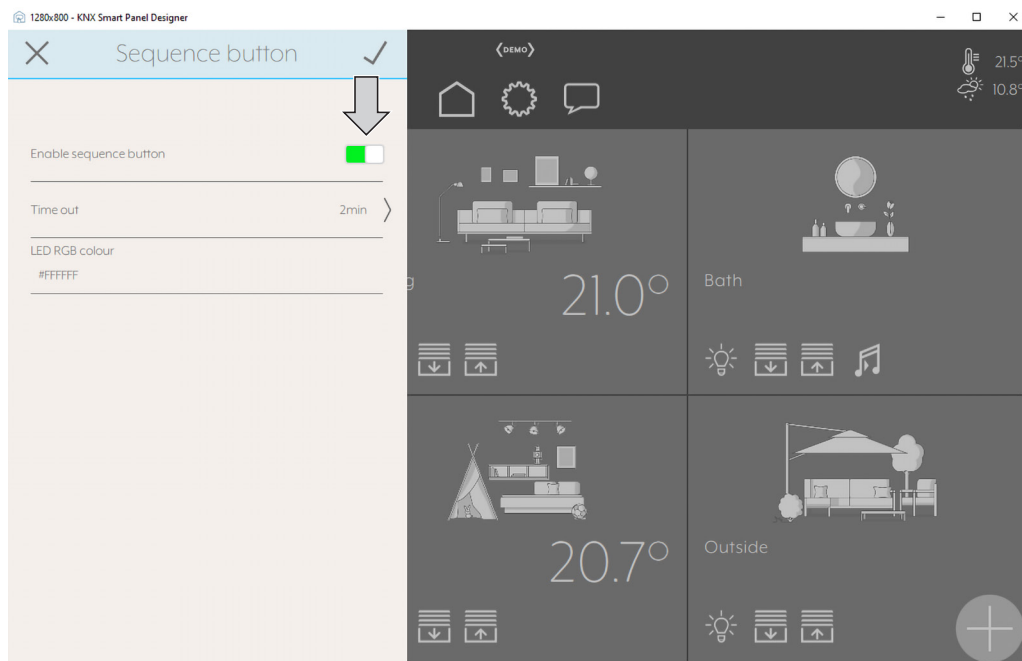 1280x800 - KNX Smart Panel Designer
Sequence button
Enable sequence button
Time out 2min
LED RGB colour
#FFFFFF
DEMO
21.5°
10.8°
g
21.0°
Bath
20.7°
Outside